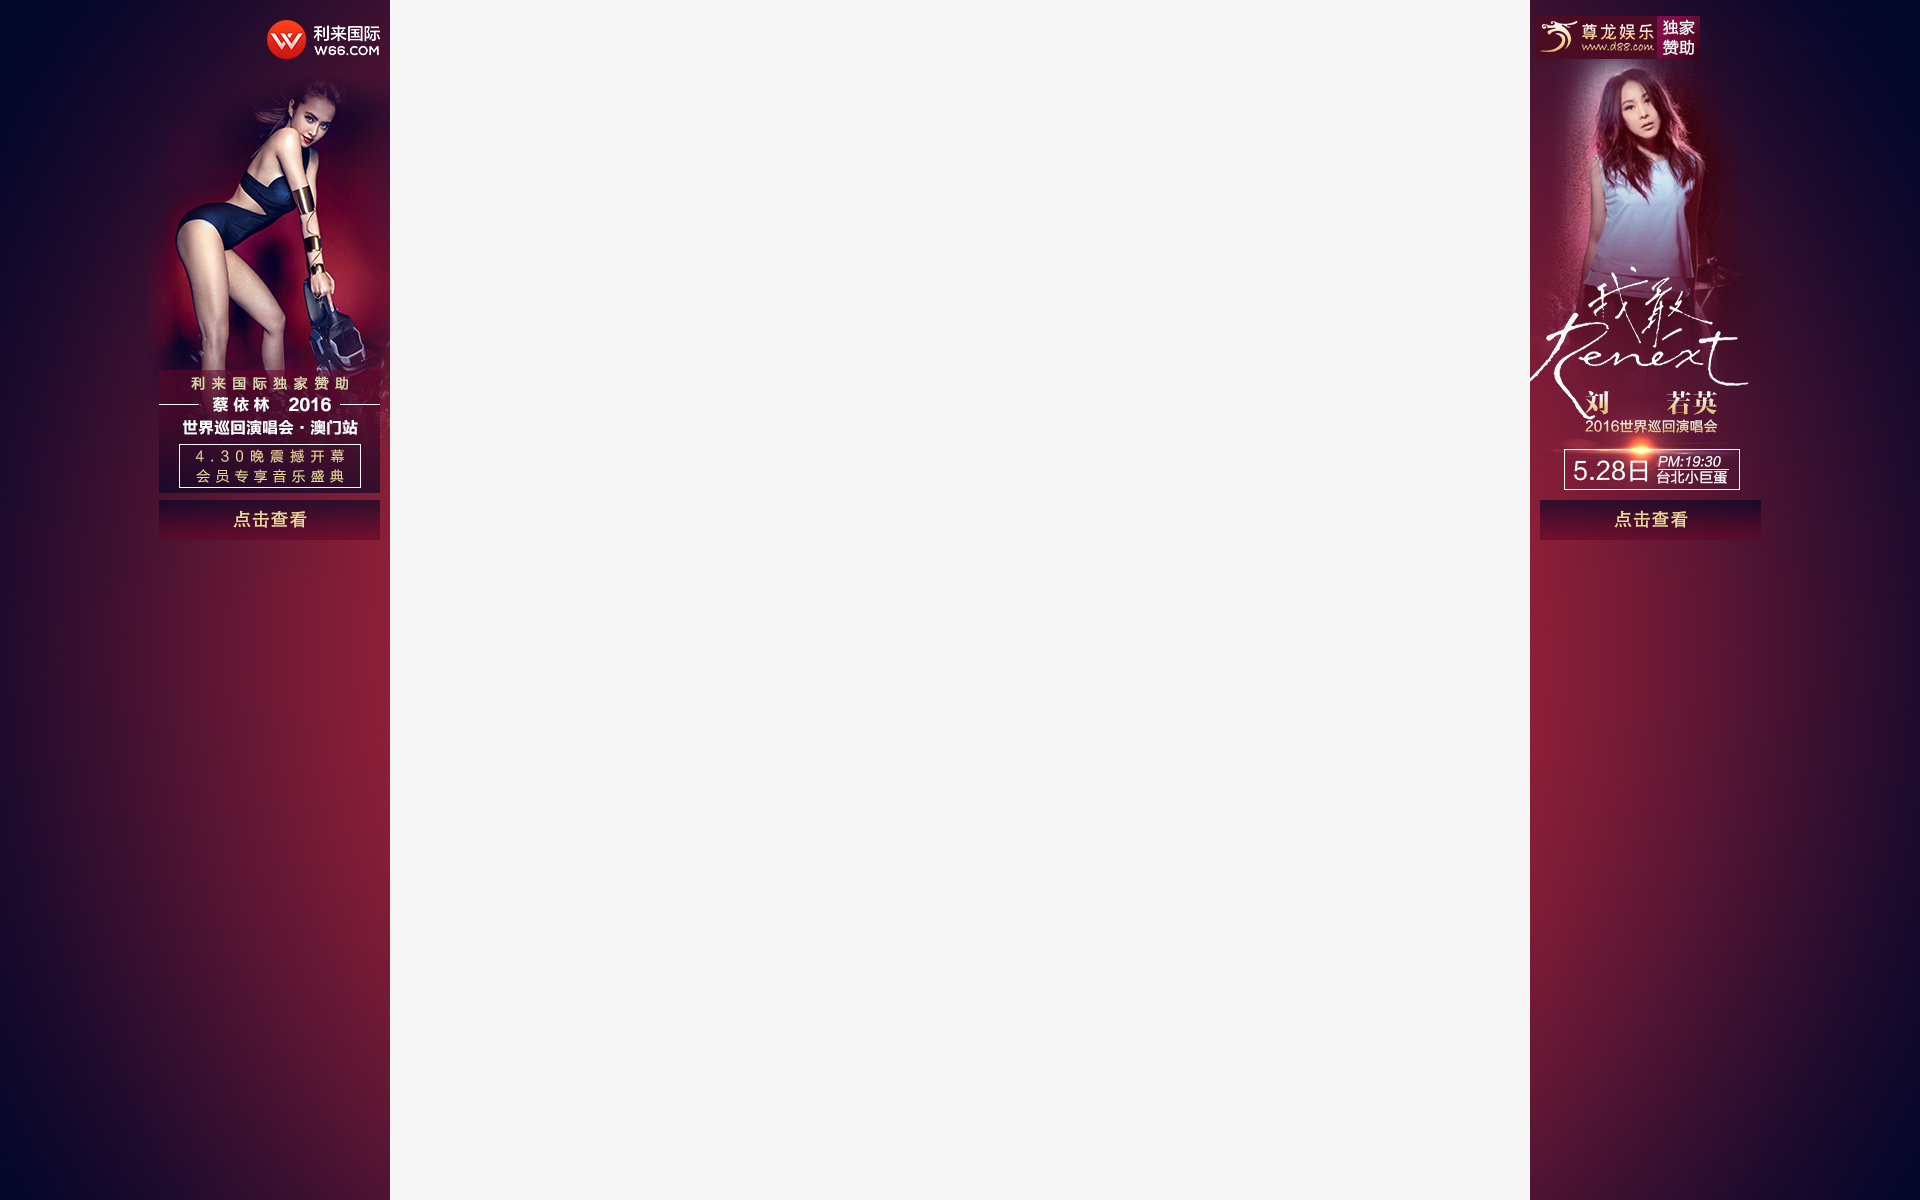 利来国际
W66.COM
利来国际独家赞助
蔡依林 2016
世界巡回演唱会·澳门站
4.30晚震撼开幕
会员专享音乐盛典
点击查看
尊龙娱乐
www.d88.com
独家
赞助
我敢
Renext
刘 若英
2016世界巡回演唱会
5.28日
PM:19:30
台北小巨蛋
点击查看